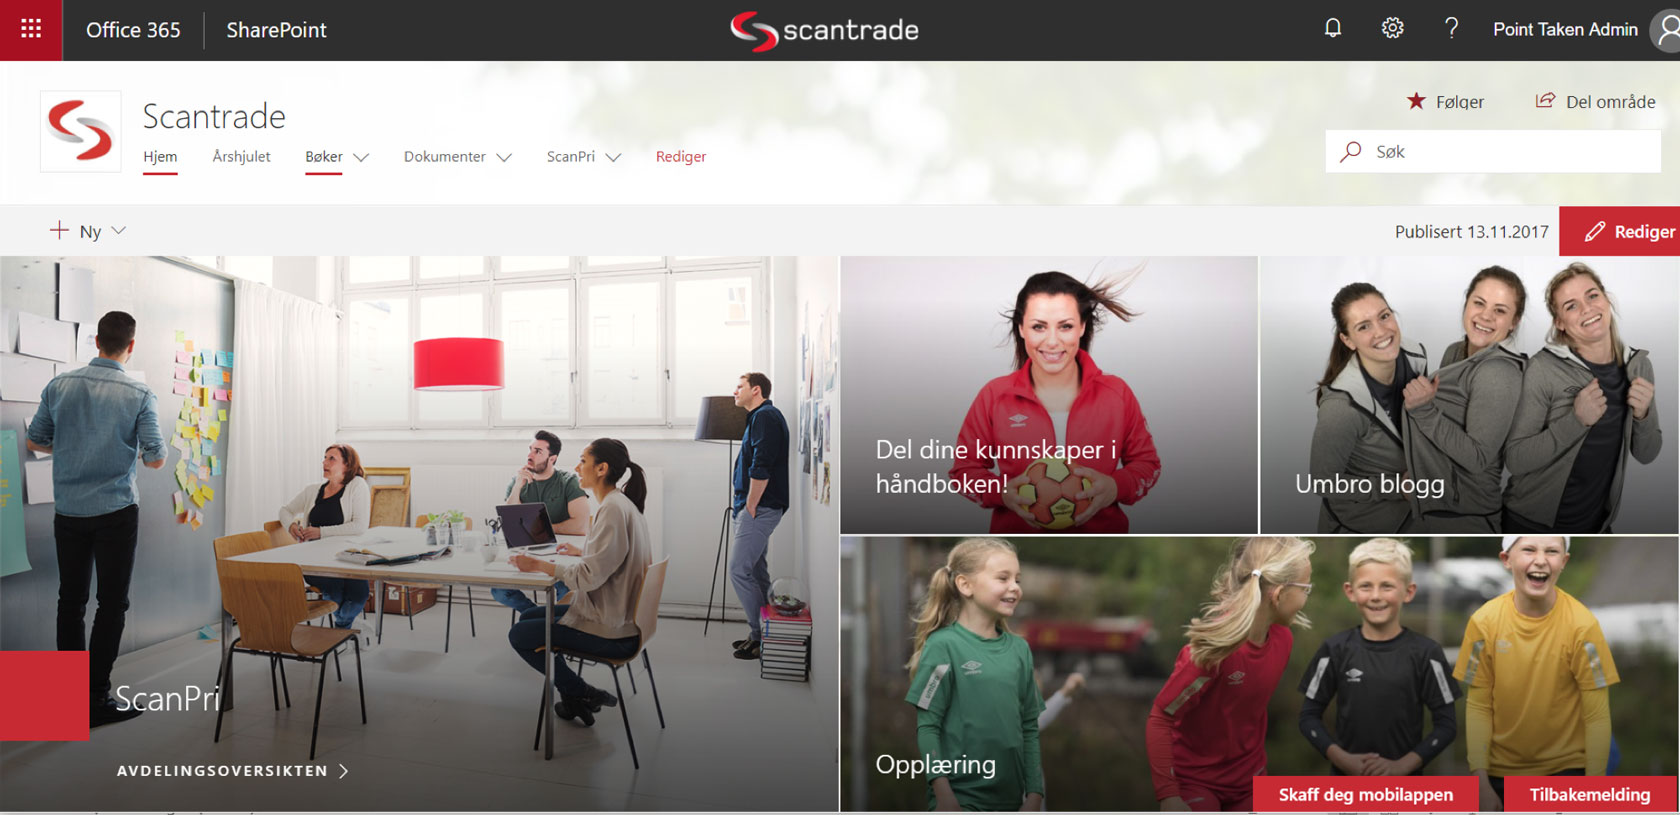 Office 365
SharePoint
scantrade
Point Taken Admin
Scantrade
Følger
Del område
Hjem
Årshjulet
Bøker
Dokumenter
ScanPri
Rediger
Søk
Ny
Publisert 13.11.2017
Rediger
Del dine kunnskaper i
håndboken!
Umbro blogg
ScanPri
AVDELINGSOVERSIKTEN
Opplæring
Skaff deg mobilappen
Tilbakemelding